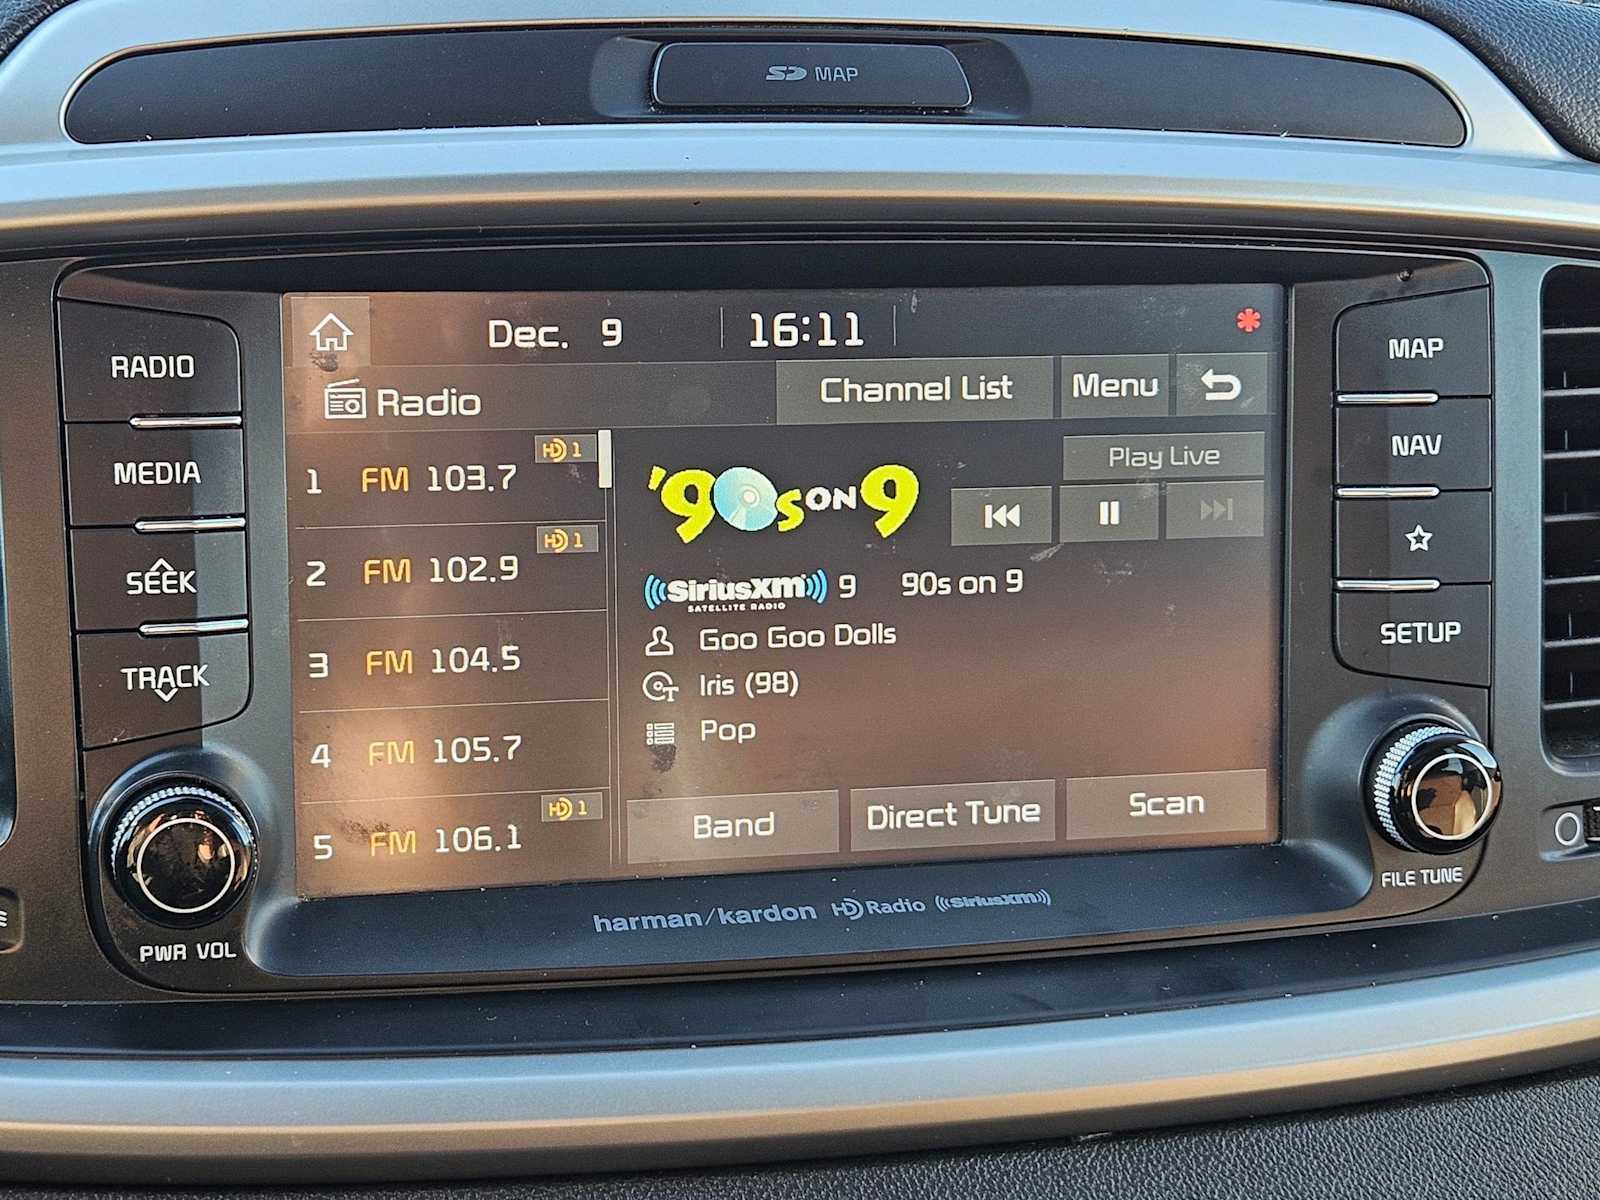 SD MAP
RADIO
MEDIA
SEEK
TRACK
PWR VOL
Dec. 9
16:11
*
Radio
Channel List
Menu
1 FM 103.7 HD 1
2 FM 102.9 HD 1
3 FM 104.5
4 FM 105.7
5 FM 106.1 HD 1
'90s ON 9
Play Live
((SiriusXM)) 9 90s on 9
SATELLITE RADIO
Goo Goo Dolls
Iris (98)
Pop
Band
Direct Tune
Scan
harman/kardon HD Radio ((SiriusXM))
MAP
NAV
SETUP
FILE TUNE